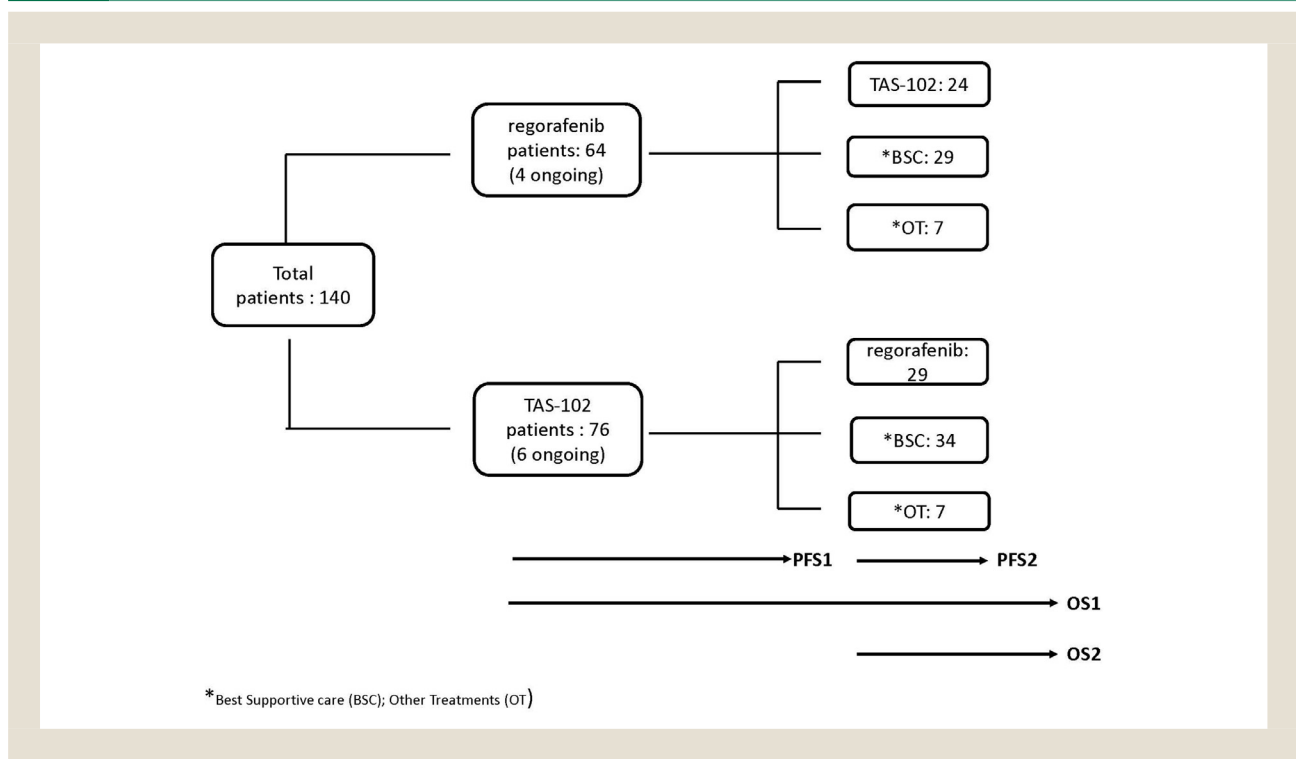 Total
patients : 140
regorafenib
patients: 64
(4 ongoing)
TAS-102: 24
*BSC: 29
*OT: 7
TAS-102
patients : 76
(6 ongoing)
regorafenib:
29
*BSC: 34
*OT: 7
PFS1
PFS2
OS1
OS2
*Best Supportive care (BSC); Other Treatments (OT)